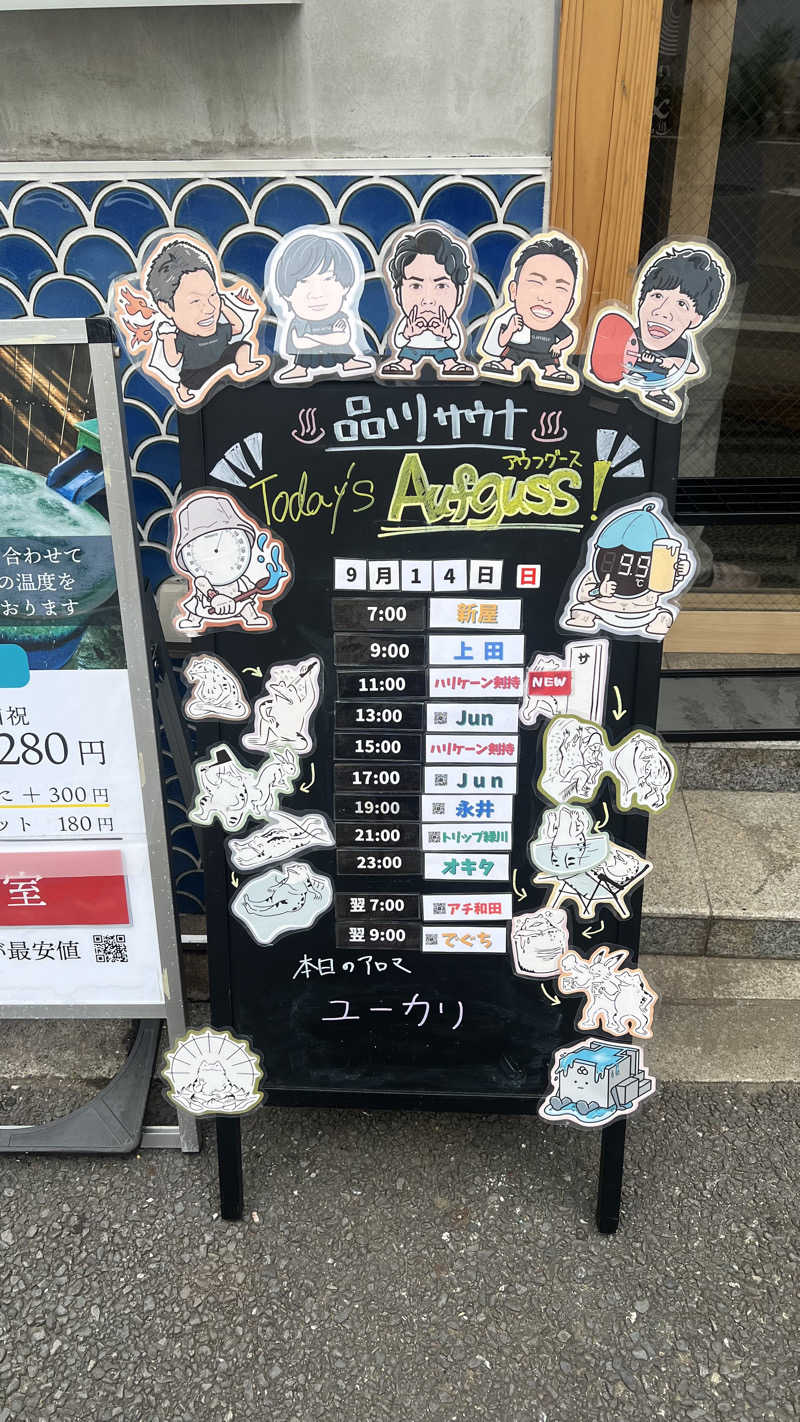 品川サウナ
アウフグース
Today's Aufguss!
9月14日 日
7:00 新屋
9:00 上田
11:00 ハリケーン剣持 NEW
13:00 Jun
15:00 ハリケーン剣持
17:00 Jun
19:00 永井
21:00 トリップ緑川
23:00 オキタ
翌 7:00 アチ和田
翌 9:00 でぐち
本日のアロマ
ユーカリ
サ
9.9
℃
合わせて
の温度を
おります
祝
280円
＋300円
ット 180円
室
最安値